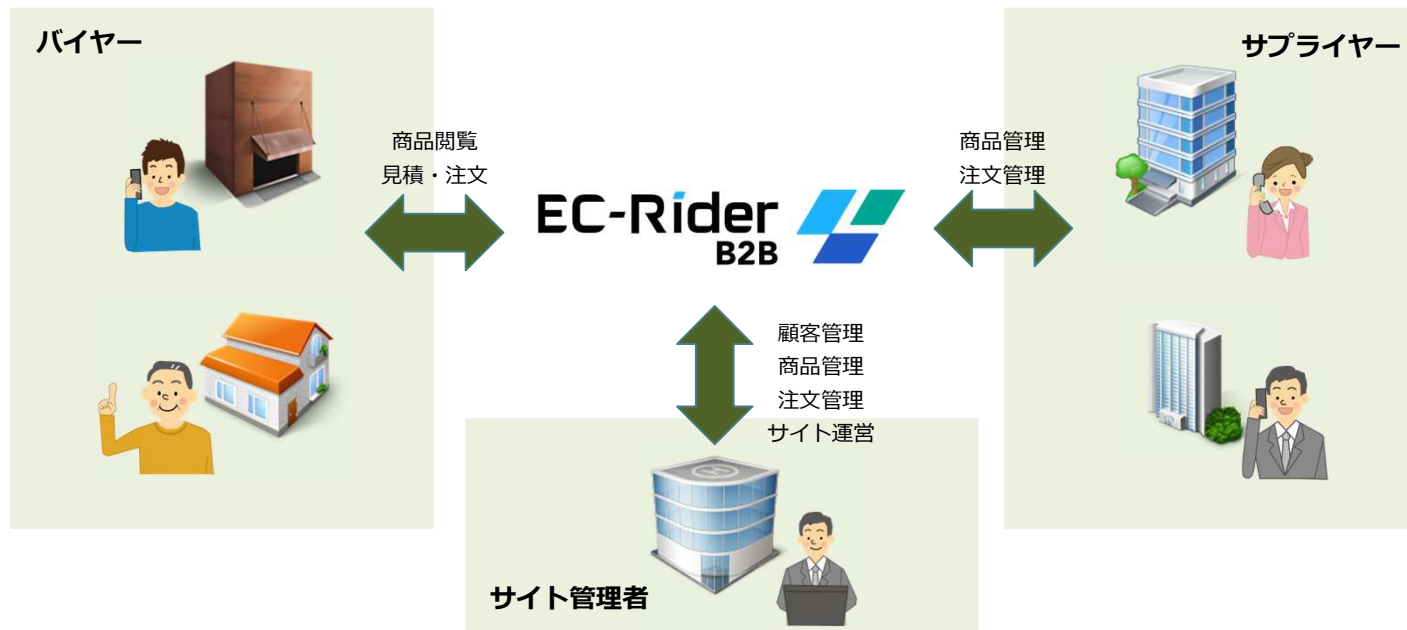 バイヤー
サプライヤー
商品閲覧
見積・注文
EC-Rider
B2B
商品管理
注文管理
顧客管理
商品管理
注文管理
サイト運営
サイト管理者